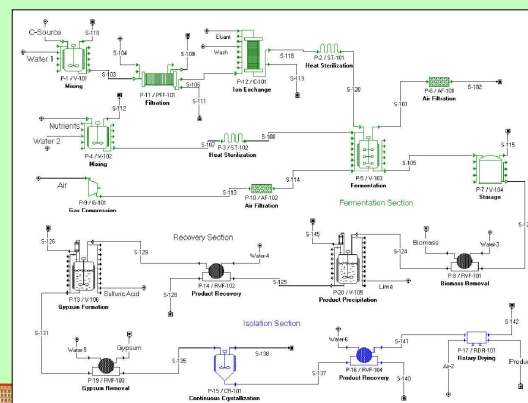 C-Source
S-110
Water 1
P-1 / V-101
Mixing
S-103
S-104
S-109
P-11 / PFF-101
Filtration
S-106
S-111
Eluant
Wash
P-12 / C-101
Ion Exchange
S-118
S-119
P-2 / ST-101
Heat Sterilization
S-120
S-101
P-6 / AF-101
Air Filtration
S-102
Nutrients
S-112
Water 2
P-4 / V-102
Mixing
S-107
P-3 / ST-102
Heat Sterilization
S-108
P-5 / V-103
Fermentation
S-105
S-115
P-7 / V-104
Storage
Air
P-9 / G-101
Gas Compression
S-113
P-10 / AF-102
Air Filtration
S-114
Fermentation Section
S-126
P-13 / V-106
Gypsum Formation
Sulfuric Acid
S-129
Recovery Section
Water-4
P-14 / RVF-102
Product Recovery
S-128
S-125
S-145
P-20 / V-105
Product Precipitation
Lime
S-124
Biomass
Water-3
P-8 / RVF-101
Biomass Removal
S-131
Isolation Section
Water-5
Gypsum
P-19 / RVF-103
Gypsum Removal
S-135
S-138
P-15 / CR-101
Continuous Crystallization
S-137
Water-6
P-16 / RVF-104
Product Recovery
S-141
S-140
S-142
P-17 / RDR-101
Rotary Drying
Air-2